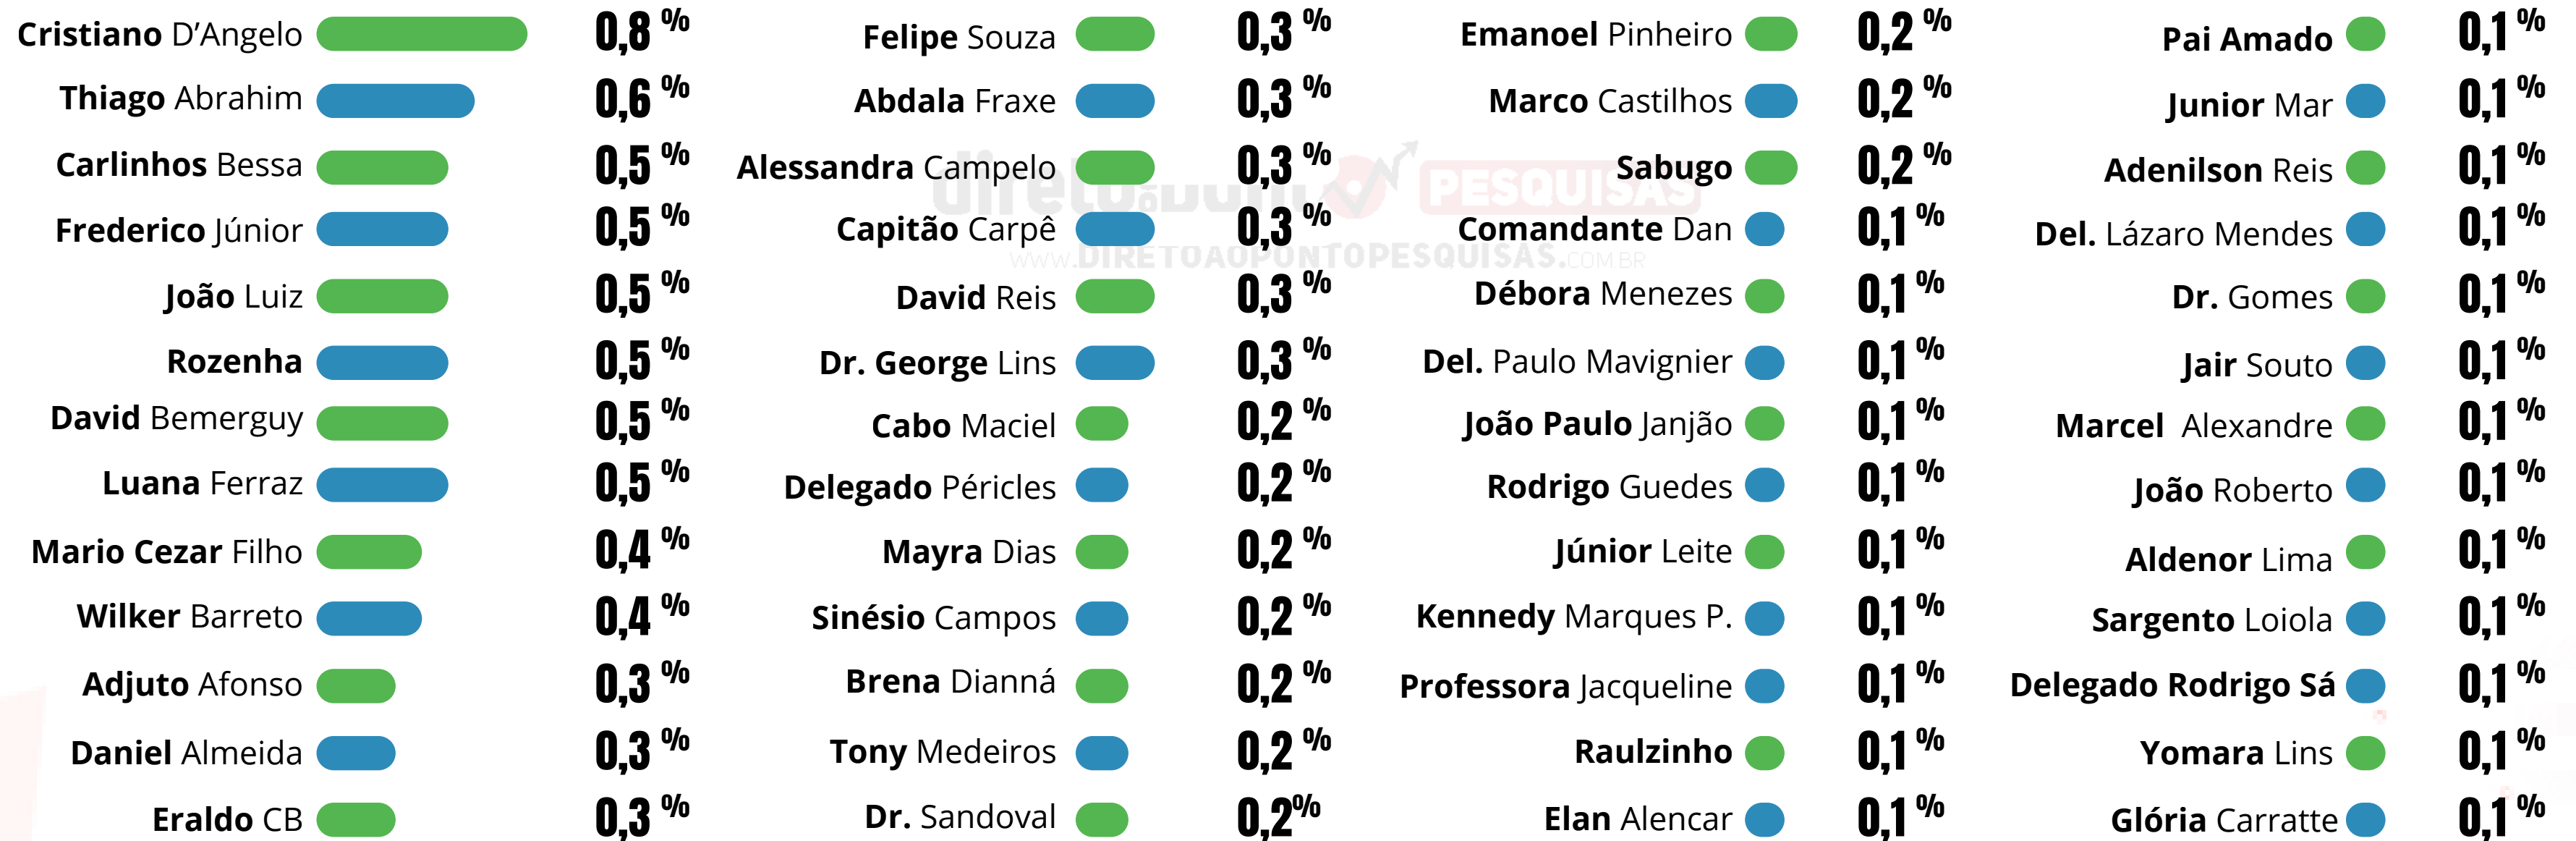 Cristiano D'Angelo 0,8 %
Thiago Abrahim 0,6 %
Carlinhos Bessa 0,5 %
Frederico Júnior 0,5 %
João Luiz 0,5 %
Rozenha 0,5 %
David Bemerguy 0,5 %
Luana Ferraz 0,5 %
Mario Cezar Filho 0,4 %
Wilker Barreto 0,4 %
Adjuto Afonso 0,3 %
Daniel Almeida 0,3 %
Eraldo CB 0,3 %
Felipe Souza 0,3 %
Abdala Fraxe 0,3 %
Alessandra Campelo 0,3 %
Capitão Carpê 0,3 %
David Reis 0,3 %
Dr. George Lins 0,3 %
Cabo Maciel 0,2 %
Delegado Péricles 0,2 %
Mayra Dias 0,2 %
Sinésio Campos 0,2 %
Brena Dianná 0,2 %
Tony Medeiros 0,2 %
Dr. Sandoval 0,2%
Emanoel Pinheiro 0,2 %
Marco Castilhos 0,2 %
Sabugo 0,2 %
Comandante Dan 0,1 %
Débora Menezes 0,1 %
Del. Paulo Mavignier 0,1 %
João Paulo Janjão 0,1 %
Rodrigo Guedes 0,1 %
Júnior Leite 0,1 %
Kennedy Marques P. 0,1 %
Professora Jacqueline 0,1 %
Raulzinho 0,1 %
Elan Alencar 0,1 %
Pai Amado 0,1 %
Junior Mar 0,1 %
Adenilson Reis 0,1 %
Del. Lázaro Mendes 0,1 %
Dr. Gomes 0,1 %
Jair Souto 0,1 %
Marcel Alexandre 0,1 %
João Roberto 0,1 %
Aldenor Lima 0,1 %
Sargento Loiola 0,1 %
Delegado Rodrigo Sá 0,1 %
Yomara Lins 0,1 %
Glória Carratte 0,1 %
direto PESQUISAS
WWW.DIRETOAOPONTOPESQUISAS.COM.BR